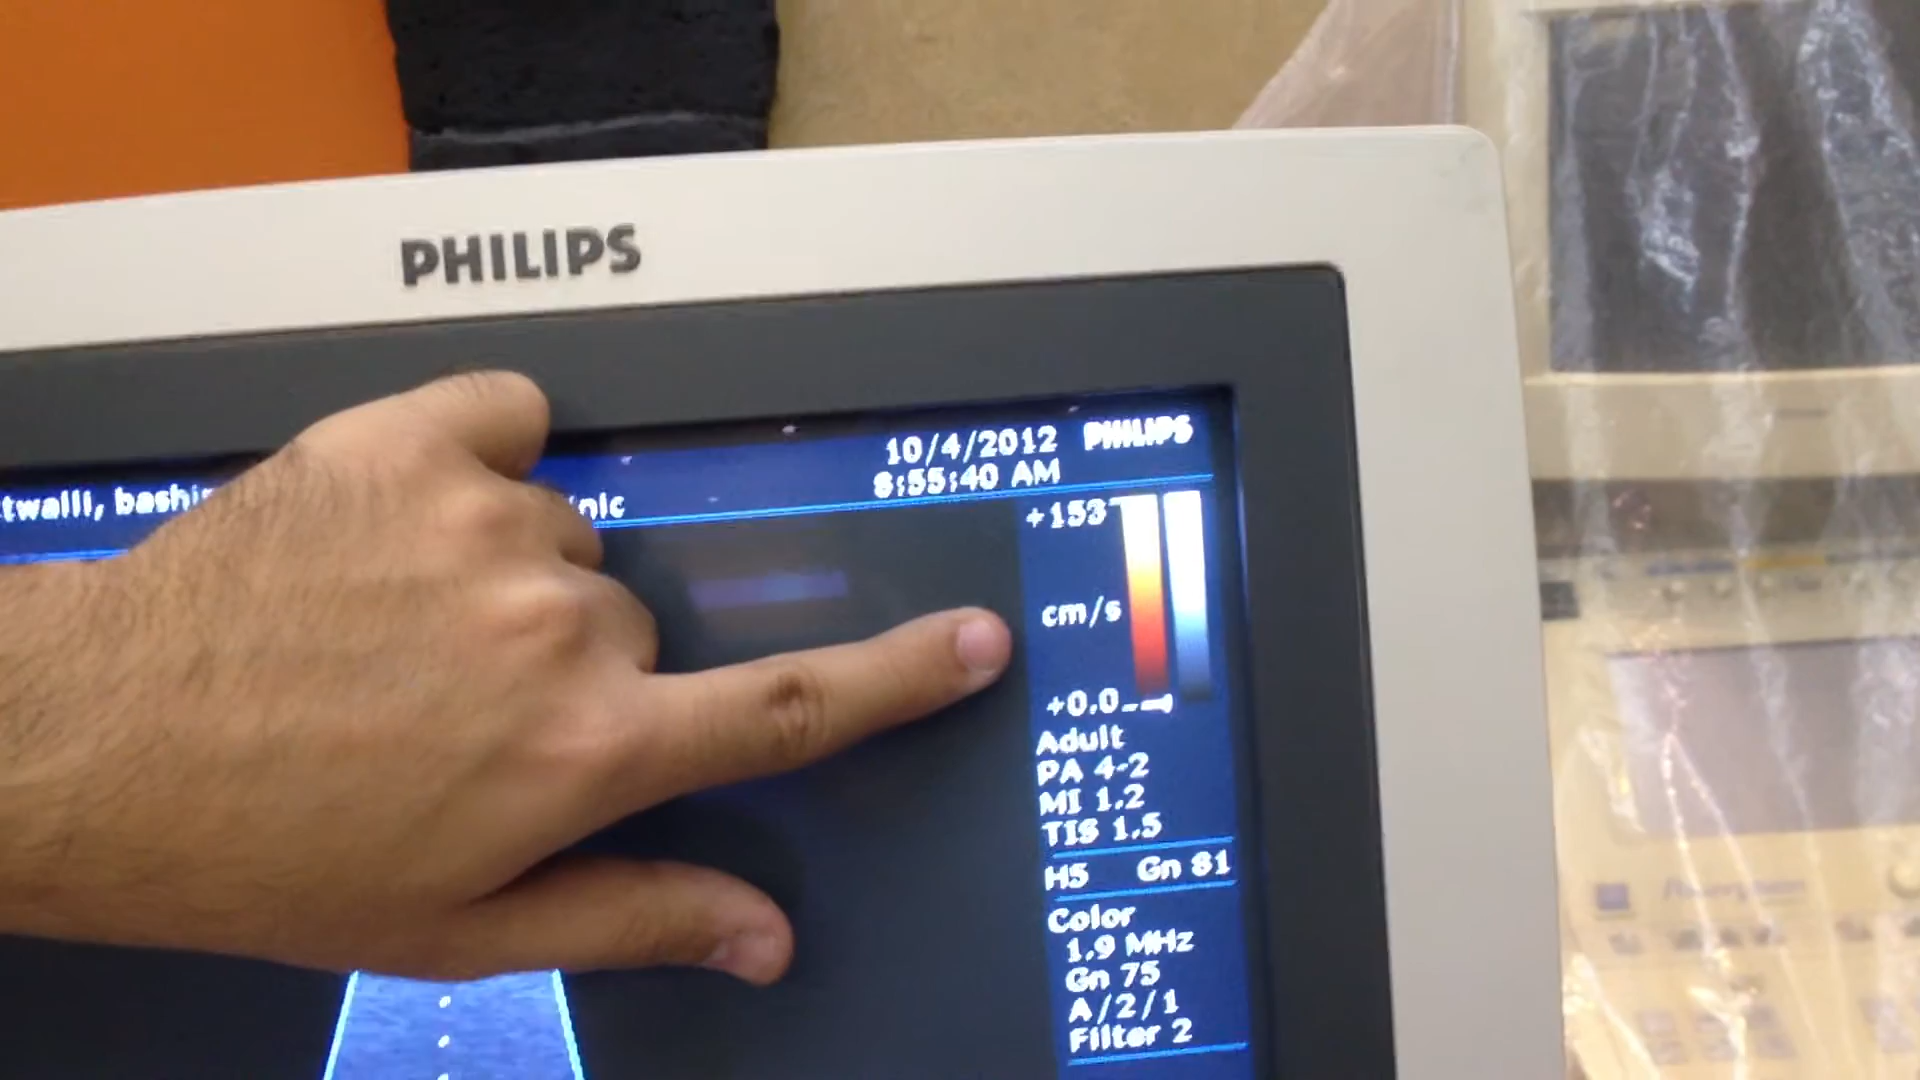 PHILIPS
10/4/2012 PHILIPS
8:55:40 AM
twalli, bashi nic
+153
cm/s
+0.0
Adult
PA 4-2
MI 1.2
TIS 1.5
H5 Gn 81
Color
1.9 MHz
Gn 75
A/2/1
Filter 2